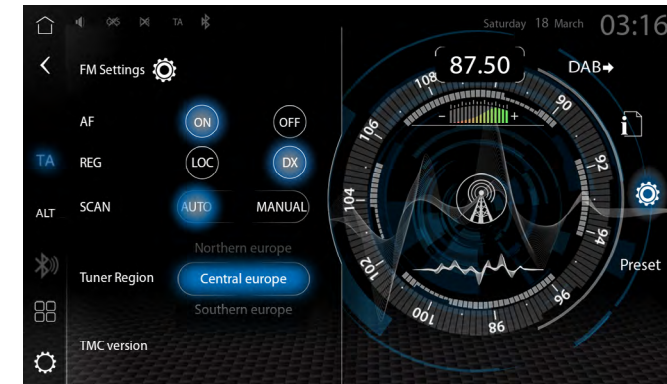 TA
Saturday 18 March 03:16
FM Settings
87.50
DAB
AF
ON
OFF
TA
REG
LOC
DX
ALT
SCAN
AUTO
MANUAL
Northern europe
Tuner Region
Central europe
Southern europe
TMC version
108
90
92
94
96
98
100
102
104
106
- +
i
Preset